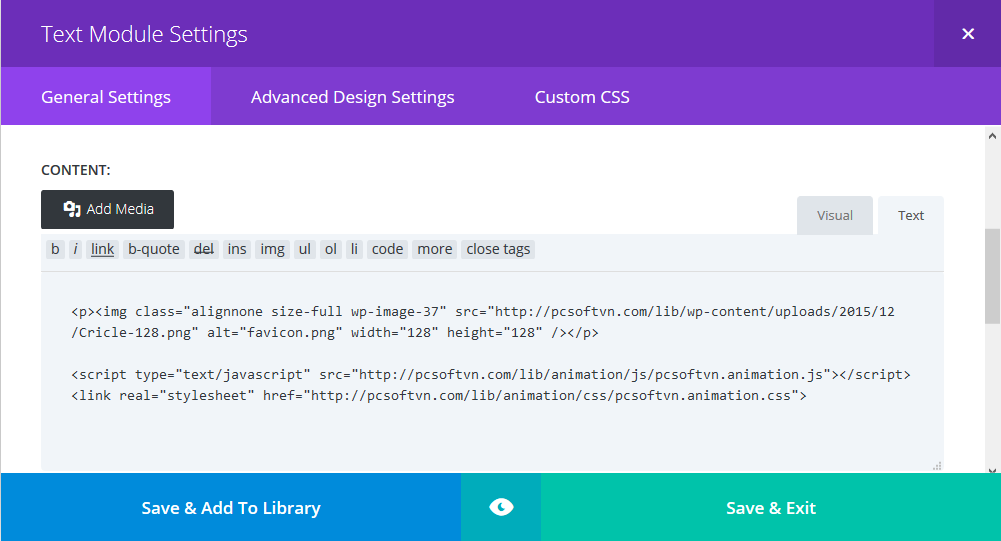 Text Module Settings
General Settings Advanced Design Settings Custom CSS
CONTENT:
Add Media
Visual Text
b i link b-quote del ins img ul ol li code more close tags
<p><img class="alignnone size-full wp-image-37" src="http://pcsoftvn.com/lib/wp-content/uploads/2015/12
/Cricle-128.png" alt="favicon.png" width="128" height="128" /></p>
<script type="text/javascript" src="http://pcsoftvn.com/lib/animation/js/pcsoftvn.animation.js"></script>
<link real="stylesheet" href="http://pcsoftvn.com/lib/animation/css/pcsoftvn.animation.css">
Save & Add To Library Save & Exit